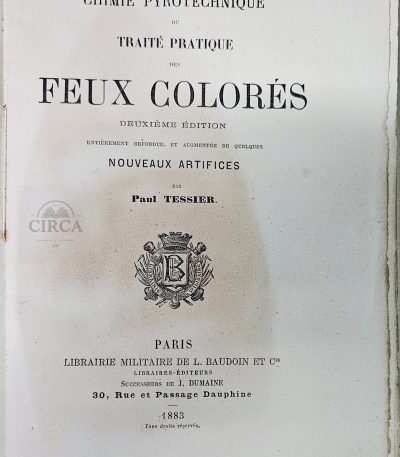 CHIMIE PYROTECHNIQUE
OU
TRAITÉ PRATIQUE
DES
FEUX COLORÉS
DEUXIÈME ÉDITION
ENTIÈREMENT REFONDUE, ET AUGMENTÉE DE QUELQUES
NOUVEAUX ARTIFICES
PAR
Paul TESSIER.
CIRCA
LB
PARIS
LIBRAIRIE MILITAIRE DE L. BAUDOIN ET Cie
LIBRAIRES-ÉDITEURS
Successeurs de J. DUMAINE
30, Rue et Passage Dauphine
1883
Tous droits réservés.